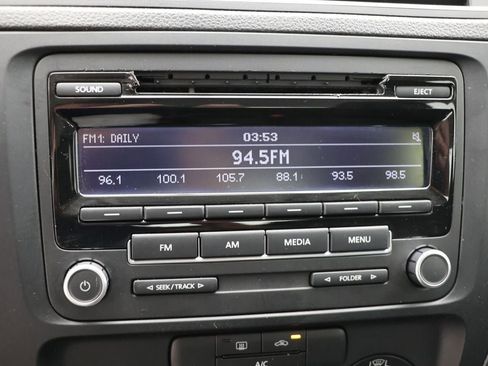 SOUND EJECT
FM1: DAILY 03:53
94.5FM
96.1 100.1 105.7 88.1 93.5 98.5
FM AM MEDIA MENU
SEEK/TRACK FOLDER
A/C